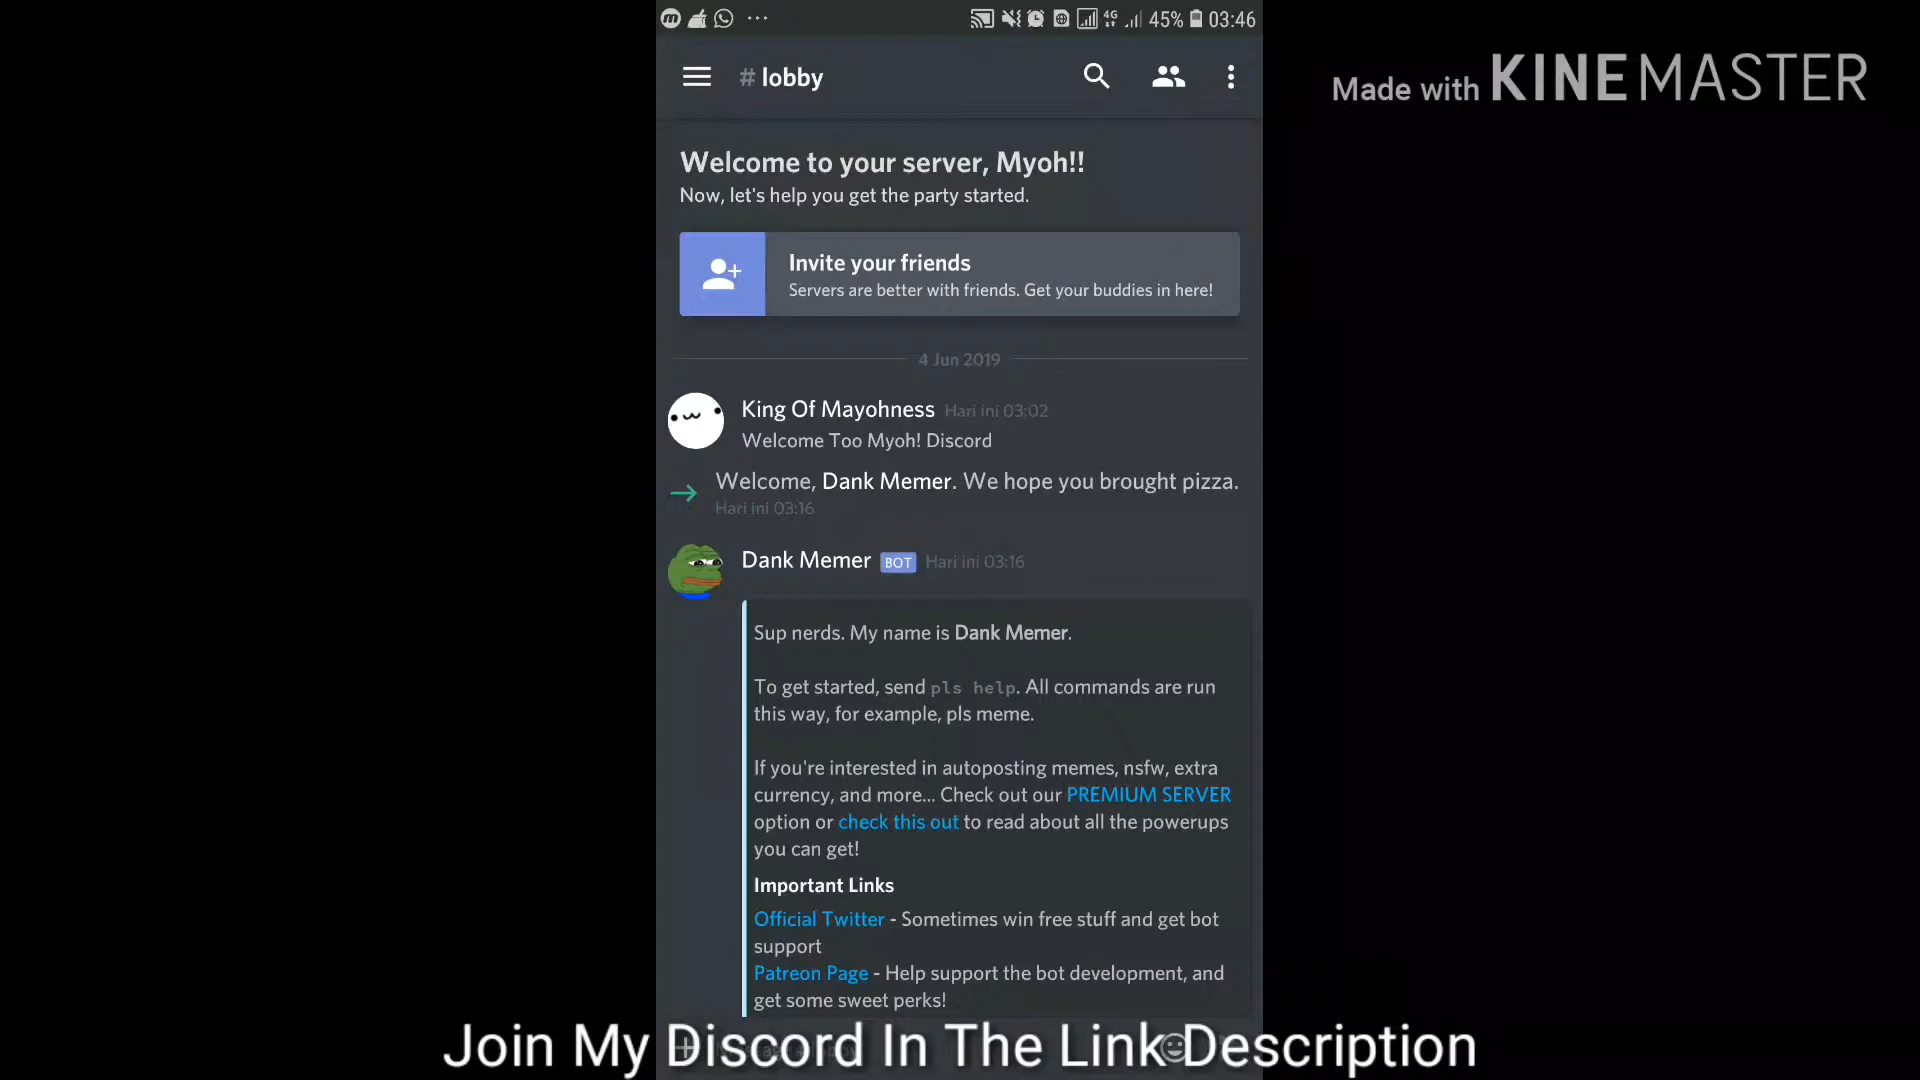 45% 03:46
# lobby
Made with KINEMASTER
Welcome to your server, Myoh!!
Now, let's help you get the party started.
Invite your friends
Servares are better with friends. Get your buddies in here!
4 Jun 2019
King Of Mayohness Hari ini 03:02
Welcome Too Myoh! Discord
Welcome, Dank Memer. We hope you brought pizza.
Hari ini 03:16
Dank Memer BOT Hari ini 03:16
Sup nerds. My name is Dank Memer.
To get started, send pls help. All commands are run
this way, for example, pls meme.
If you're interested in autoposting memes, nsfw, extra
currency, and more... Check out our PREMIUM SERVER
option or check this out to read about all the powerups
you can get!
Important Links
Official Twitter - Sometimes win free stuff and get bot
support
Patreon Page - Help support the bot development, and
get some sweet perks!
Join My Discord In The Link Description